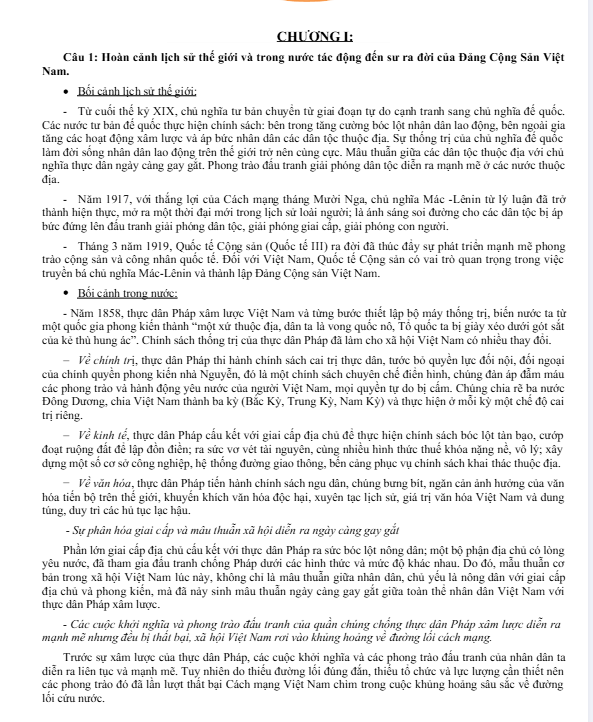 CHƯƠNG I:
Câu 1: Hoàn cảnh lịch sử thế giới và trong nước tác động đến sư ra đời của Đảng Cộng Sản Việt
Nam.
• Bối cảnh lịch sử thế giới:
- Từ cuối thế kỷ XIX, chủ nghĩa tư bản chuyển từ giai đoạn tự do cạnh tranh sang chủ nghĩa đế quốc.
Các nước tư bản đế quốc thực hiện chính sách: bên trong tăng cường bóc lột nhân dân lao động, bên ngoài gia
tăng các hoạt động xâm lược và áp bức nhân dân các dân tộc thuộc địa. Sự thống trị của chủ nghĩa đế quốc
làm đời sống nhân dân lao động trên thế giới trở nên cùng cực. Mâu thuẫn giữa các dân tộc thuộc địa với chủ
nghĩa thực dân ngày càng gay gắt. Phong trào đấu tranh giải phóng dân tộc diễn ra mạnh mẽ ở các nước thuộc
địa.
- Năm 1917, với thắng lợi của Cách mạng tháng Mười Nga, chủ nghĩa Mác -Lênin từ lý luận đã trở
thành hiện thực, mở ra một thời đại mới trong lịch sử loài người; là ánh sáng soi đường cho các dân tộc bị áp
bức đứng lên đấu tranh giải phóng dân tộc, giải phóng giai cấp, giải phóng con người.
- Tháng 3 năm 1919, Quốc tế Cộng sản (Quốc tế III) ra đời đã thúc đẩy sự phát triển mạnh mẽ phong
trào cộng sản và công nhân quốc tế. Đối với Việt Nam, Quốc tế Cộng sản có vai trò quan trọng trong việc
truyền bá chủ nghĩa Mác-Lênin và thành lập Đảng Cộng sản Việt Nam.
• Bối cảnh trong nước:
- Năm 1858, thực dân Pháp xâm lược Việt Nam và từng bước thiết lập bộ máy thống trị, biến nước ta từ
một quốc gia phong kiến thành “một xứ thuộc địa, dân ta là vong quốc nô, Tổ quốc ta bị giày xéo dưới gót sắt
của kẻ thù hung ác”. Chính sách thống trị của thực dân Pháp đã làm cho xã hội Việt Nam có nhiều thay đổi.
− Về chính trị, thực dân Pháp thi hành chính sách cai trị thực dân, tước bỏ quyền lực đối nội, đối ngoại
của chính quyền phong kiến nhà Nguyễn, đó là một chính sách chuyên chế điển hình, chúng đàn áp đẫm máu
các phong trào và hành động yêu nước của người Việt Nam, mọi quyền tự do bị cấm. Chúng chia rẽ ba nước
Đông Dương, chia Việt Nam thành ba kỳ (Bắc Kỳ, Trung Kỳ, Nam Kỳ) và thực hiện ở mỗi kỳ một chế độ cai
trị riêng.
− Về kinh tế, thực dân Pháp cấu kết với giai cấp địa chủ để thực hiện chính sách bóc lột tàn bạo, cướp
đoạt ruộng đất để lập đồn điền; ra sức vơ vét tài nguyên, cùng nhiều hình thức thuế khóa nặng nề, vô lý; xây
dựng một số cơ sở công nghiệp, hệ thống đường giao thông, bến cảng phục vụ chính sách khai thác thuộc địa.
− Về văn hóa, thực dân Pháp tiến hành chính sách ngu dân, chúng bưng bít, ngăn cản ảnh hưởng của văn
hóa tiến bộ trên thế giới, khuyến khích văn hóa độc hại, xuyên tạc lịch sử, giá trị văn hóa Việt Nam và dung
túng, duy trì các hủ tục lạc hậu.
- Sự phân hóa giai cấp và mâu thuẫn xã hội diễn ra ngày càng gay gắt
Phần lớn giai cấp địa chủ cấu kết với thực dân Pháp ra sức bóc lột nông dân; một bộ phận địa chủ có lòng
yêu nước, đã tham gia đấu tranh chống Pháp dưới các hình thức và mức độ khác nhau. Do đó, mẫu thuẫn cơ
bản trong xã hội Việt Nam lúc này, không chỉ là mâu thuẫn giữa nhân dân, chủ yếu là nông dân với giai cấp
địa chủ và phong kiến, mà đã nảy sinh mâu thuẫn ngày càng gay gắt giữa toàn thể nhân dân Việt Nam với
thực dân Pháp xâm lược.
- Các cuộc khởi nghĩa và phong trào đấu tranh của quần chúng chống thực dân Pháp xâm lược diễn ra
mạnh mẽ nhưng đều bị thất bại, xã hội Việt Nam rơi vào khủng hoảng về đường lối cách mạng.
Trước sự xâm lược của thực dân Pháp, các cuộc khởi nghĩa và các phong trào đấu tranh của nhân dân ta
diễn ra liên tục và mạnh mẽ. Tuy nhiên do thiếu đường lối đúng đắn, thiếu tổ chức và lực lượng cần thiết nên
các phong trào đó đã lần lượt thất bại Cách mạng Việt Nam chìm trong cuộc khủng hoảng sâu sắc về đường
lối cứu nước.